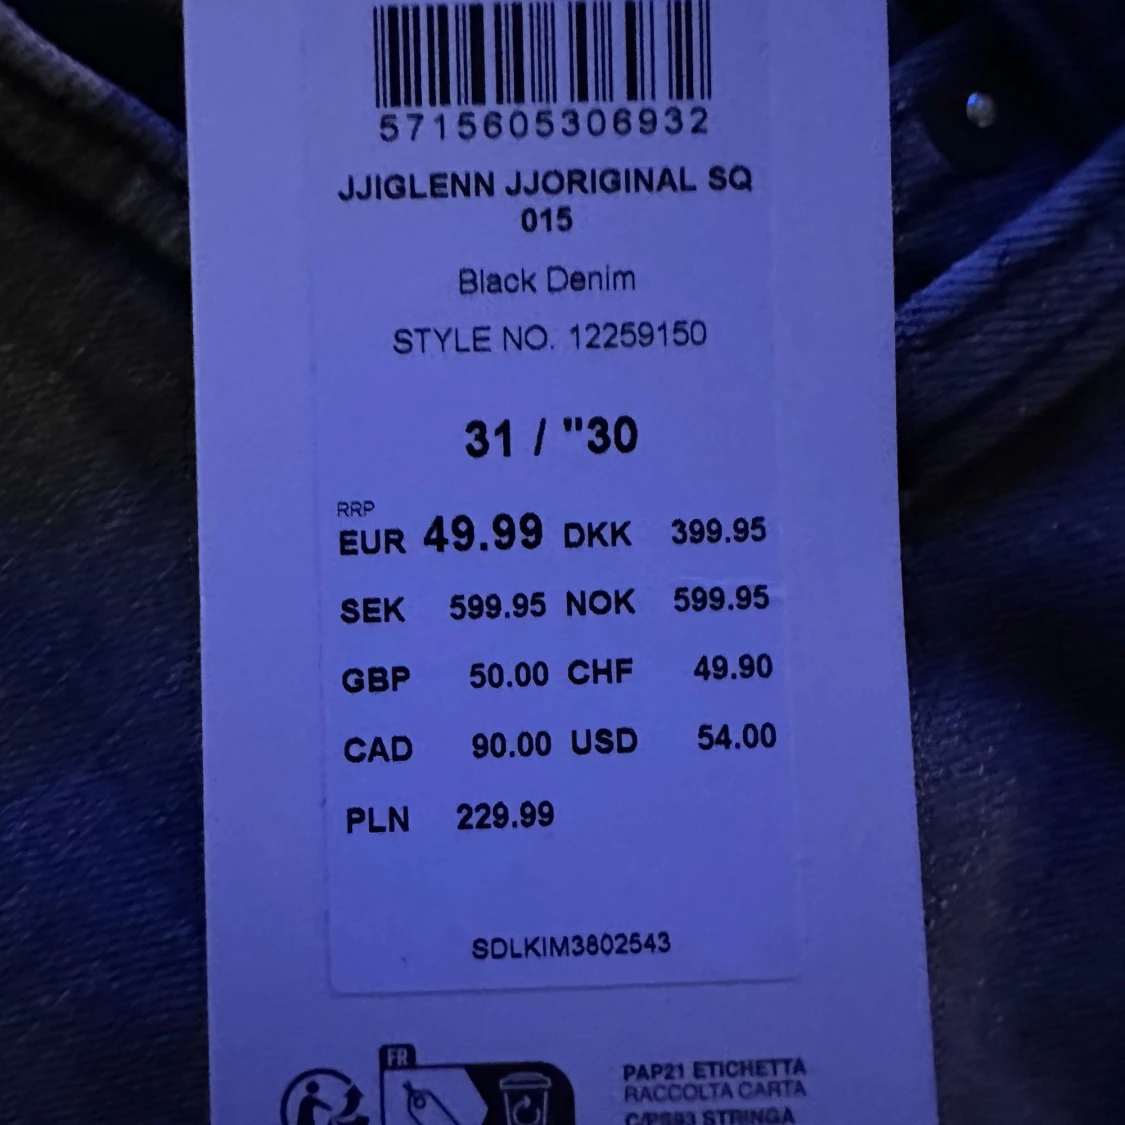 5715605306932
JJIGLENN JJORIGINAL SQ
015
Black Denim
STYLE NO. 12259150
31 / "30
RRP
EUR 49.99 DKK 399.95
SEK 599.95 NOK 599.95
GBP 50.00 CHF 49.90
CAD 90.00 USD 54.00
PLN 229.99
SDLKIM3802543
FR
PAP21 ETICHETTA
RACCOLTA CARTA
C/PS93 STRINGA